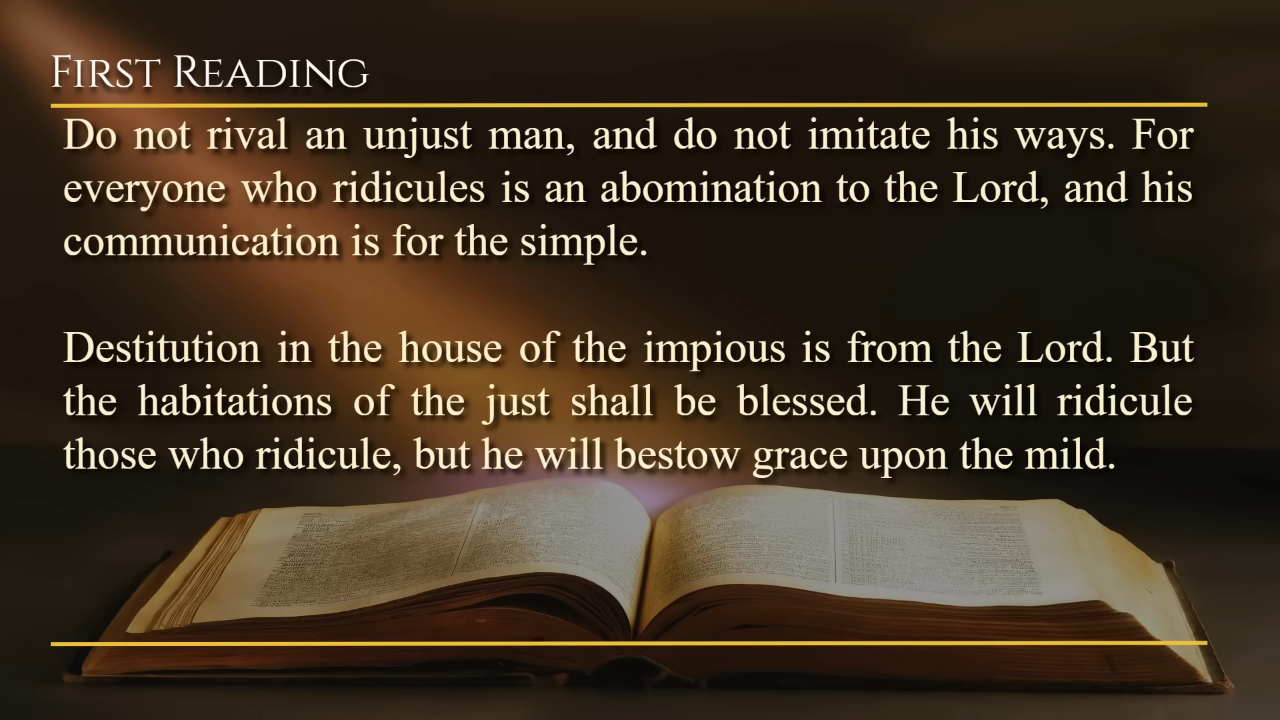 First Reading
Do not rival an unjust man, and do not imitate his ways. For
everyone who ridicules is an abomination to the Lord, and his
communication is for the simple.
Destitution in the house of the impious is from the Lord. But
the habitations of the just shall be blessed. He will ridicule
those who ridicule, but he will bestow grace upon the mild.